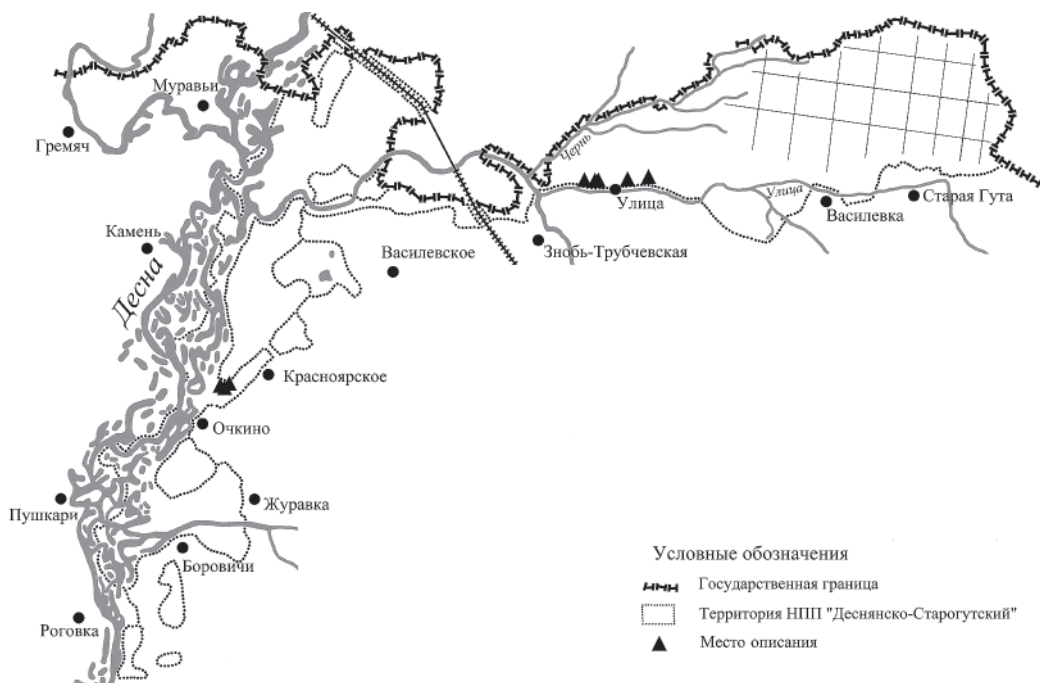 Муравьи
Гремяч
Чернь
Улица
Улица
Старая Гута
Василевка
Камень
Знобь-Трубчевская
Василевское
Десна
Красноярское
Очкино
Пушкари
Журавка
Боровичи
Роговка
Условные обозначения
Государственная граница
Территория НПП "Деснянско-Старогутский"
Место описания